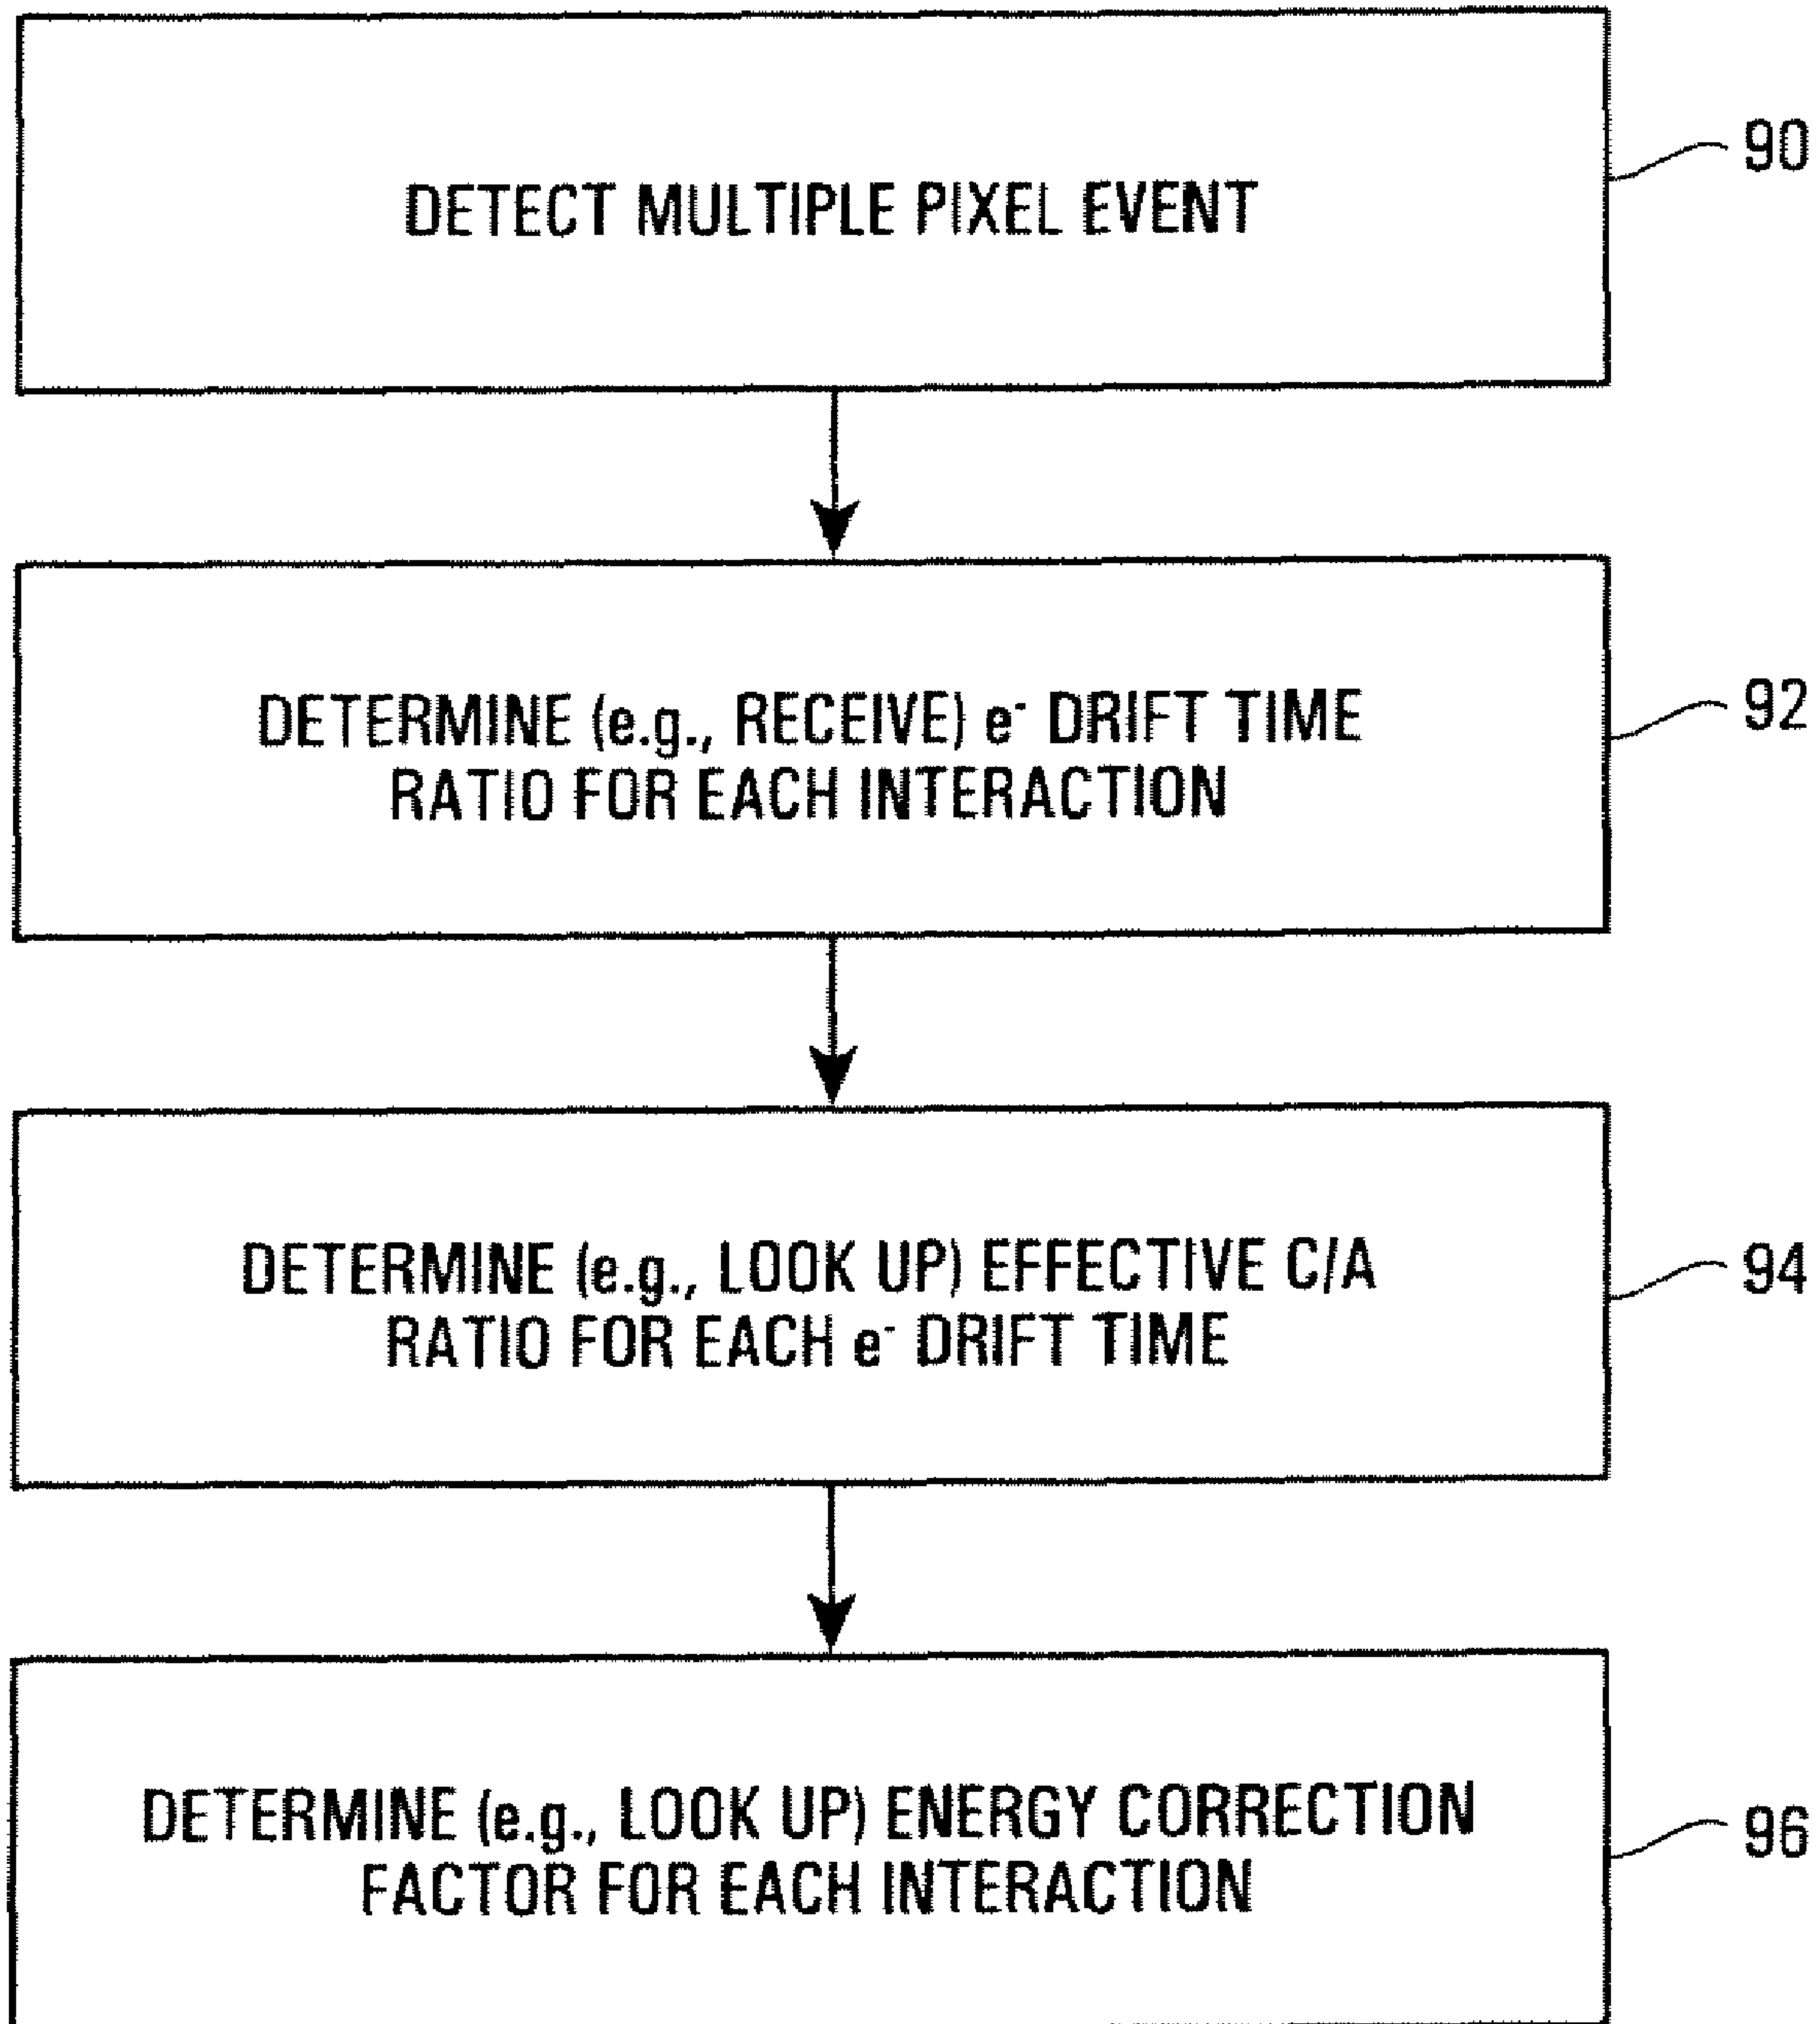 DETECT MULTIPLE PIXEL EVENT
90
DETERMINE (e.g., RECEIVE) e⁻ DRIFT TIME
RATIO FOR EACH INTERACTION
92
DETERMINE (e.g., LOOK UP) EFFECTIVE C/A
RATIO FOR EACH e⁻ DRIFT TIME
94
DETERMINE (e.g., LOOK UP) ENERGY CORRECTION
FACTOR FOR EACH INTERACTION
96